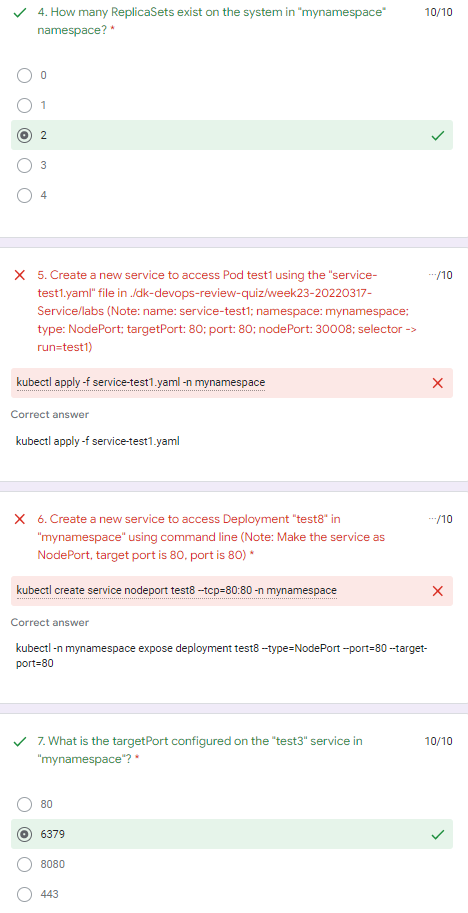 4. How many ReplicaSets exist on the system in "mynamespace" 10/10
namespace? *
0
1
2
3
4
5. Create a new service to access Pod test1 using the "service- ···/10
test1.yaml" file in ./dk-devops-review-quiz/week23-20220317-
Service/labs (Note: name: service-test1; namespace: mynamespace;
type: NodePort; targetPort: 80; port: 80; nodePort: 30008; selector ->
run=test1)
kubectl apply -f service-test1.yaml -n mynamespace
Correct answer
kubectl apply -f service-test1.yaml
6. Create a new service to access Deployment "test8" in ···/10
"mynamespace" using command line (Note: Make the service as
NodePort, target port is 80, port is 80) *
kubectl create service nodeport test8 --tcp=80:80 -n mynamespace
Correct answer
kubectl -n mynamespace expose deployment test8 --type=NodePort --port=80 --target-
port=80
7. What is the targetPort configured on the "test3" service in 10/10
"mynamespace"? *
80
6379
8080
443